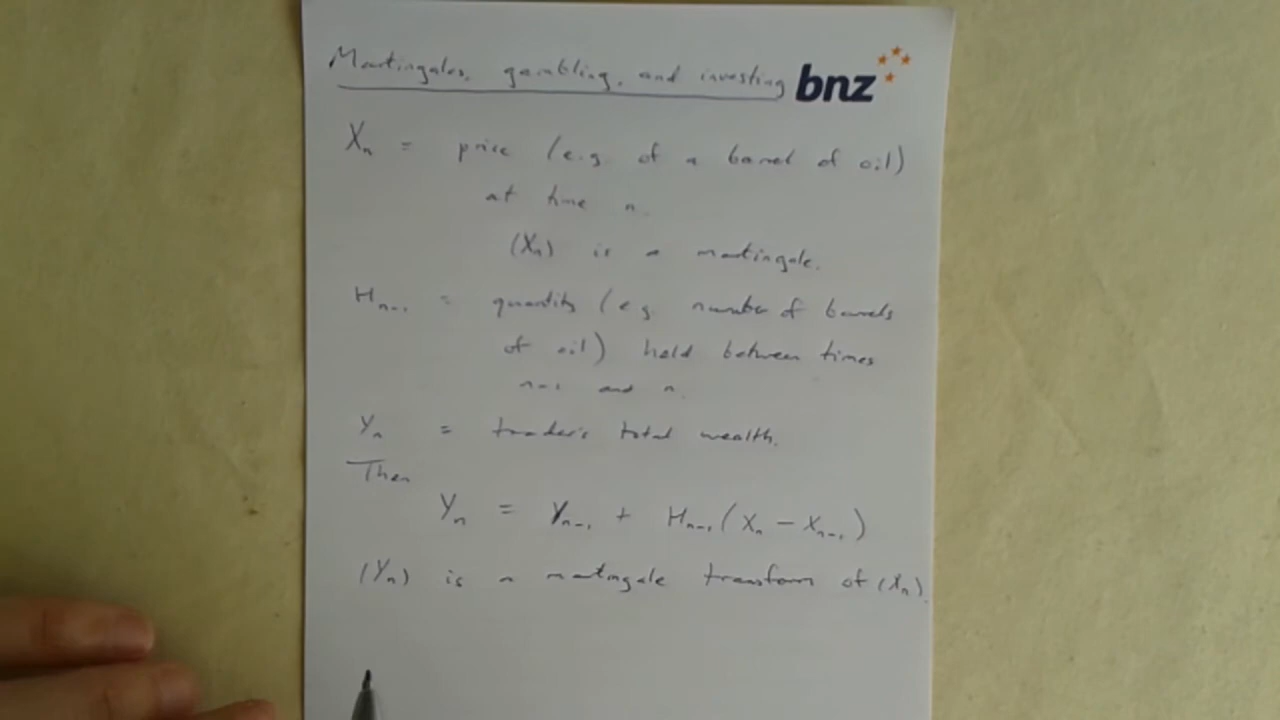 Martingales, gambling, and investing
bnz
Xn = price (e.g. of a barrel of oil)
at time n.
(Xn) is a martingale.
Hn-1 = quantity (e.g. number of barrels
of oil) held between times
n-1 and n.
Yn = trader's total wealth.
Then
Yn = Yn-1 + Hn-1(Xn - Xn-1)
(Yn) is a martingale transform of (Xn).